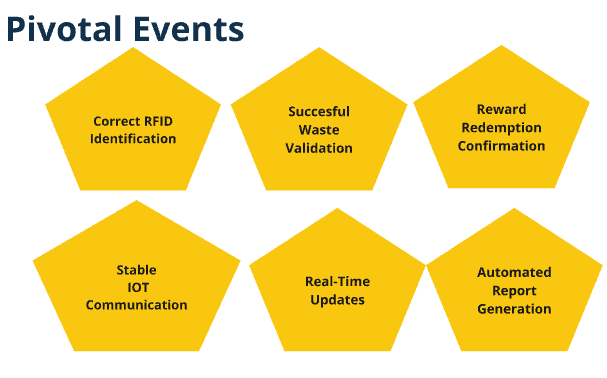 Pivotal Events
Correct RFID
Identification
Succesful
Waste
Validation
Reward
Redemption
Confirmation
Stable
IOT
Communication
Real-Time
Updates
Automated
Report
Generation